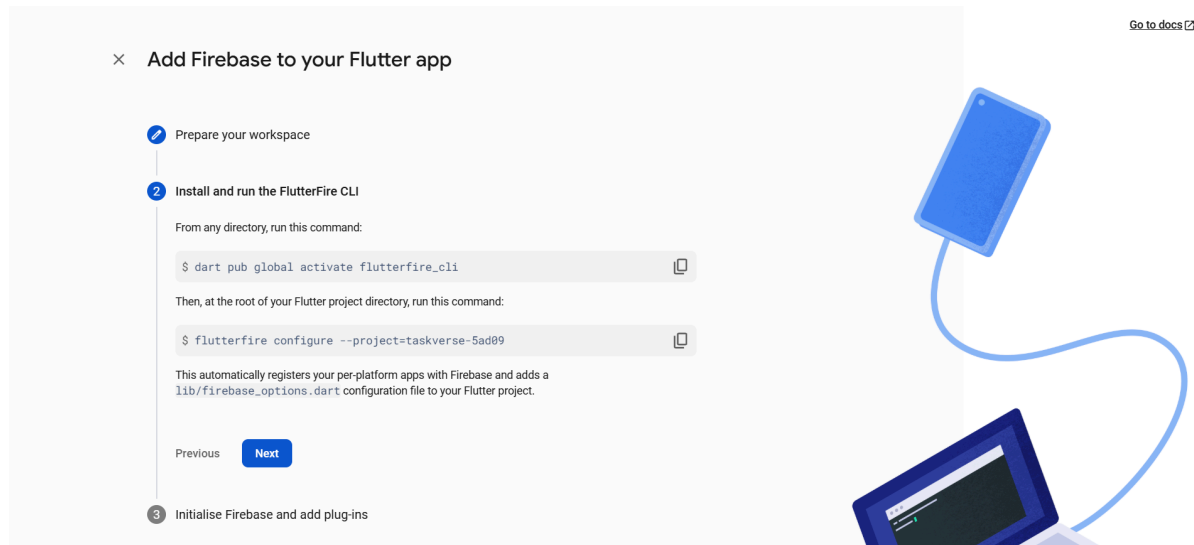 Go to docs
Add Firebase to your Flutter app
Prepare your workspace
2 Install and run the FlutterFire CLI
From any directory, run this command:
$ dart pub global activate flutterfire_cli
Then, at the root of your Flutter project directory, run this command:
$ flutterfire configure --project=taskverse-5ad09
This automatically registers your per-platform apps with Firebase and adds a
lib/firebase_options.dart configuration file to your Flutter project.
Previous Next
3 Initialise Firebase and add plug-ins